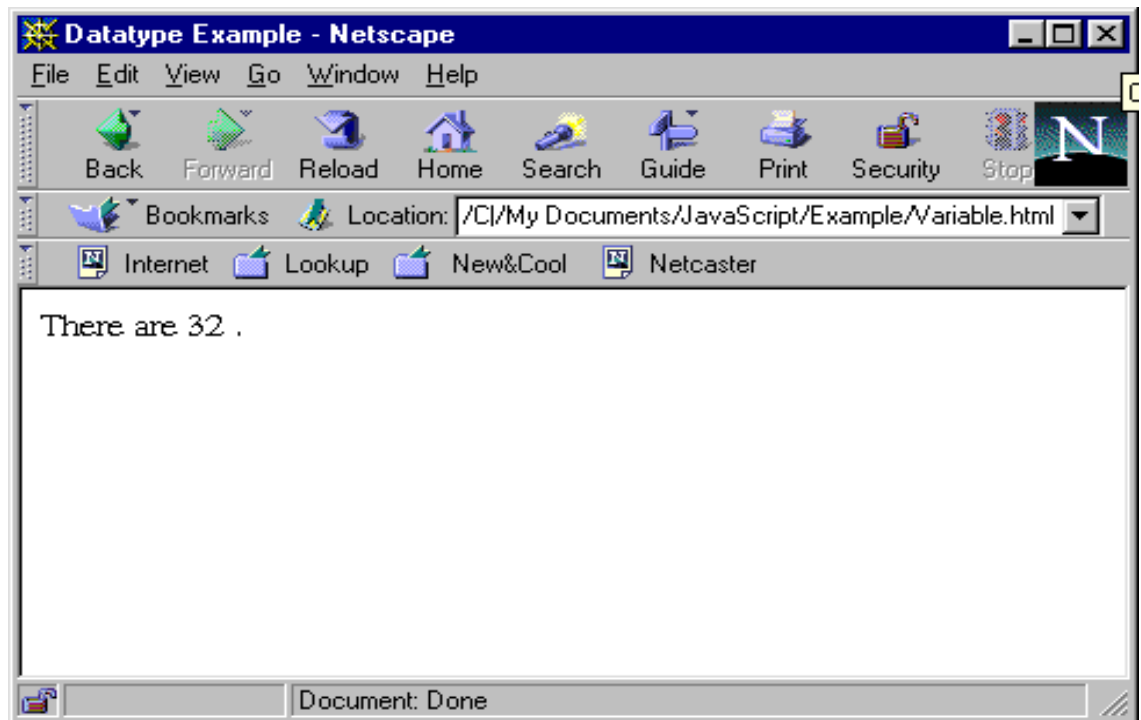 Datatype Example - Netscape
File Edit View Go Window Help
Back Forward Reload Home Search Guide Print Security Stop N
Bookmarks Location: /C|/My Documents/JavaScript/Example/Variable.html
Internet Lookup New&Cool Netcaster
There are 32 .
Document: Done